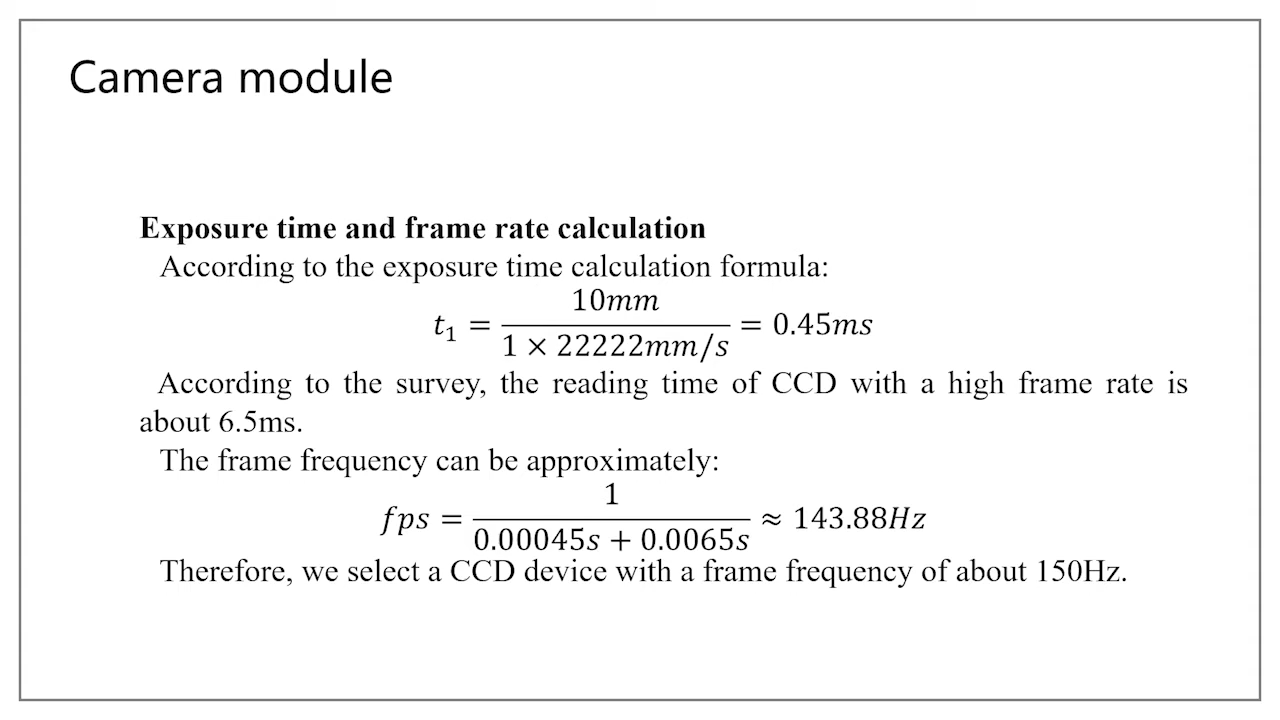 Camera module
Exposure time and frame rate calculation
According to the exposure time calculation formula:
t₁ = 10mm / (1 × 22222mm/s) = 0.45ms
According to the survey, the reading time of CCD with a high frame rate is
about 6.5ms.
The frame frequency can be approximately:
fps = 1 / (0.00045s + 0.0065s) ≈ 143.88Hz
Therefore, we select a CCD device with a frame frequency of about 150Hz.